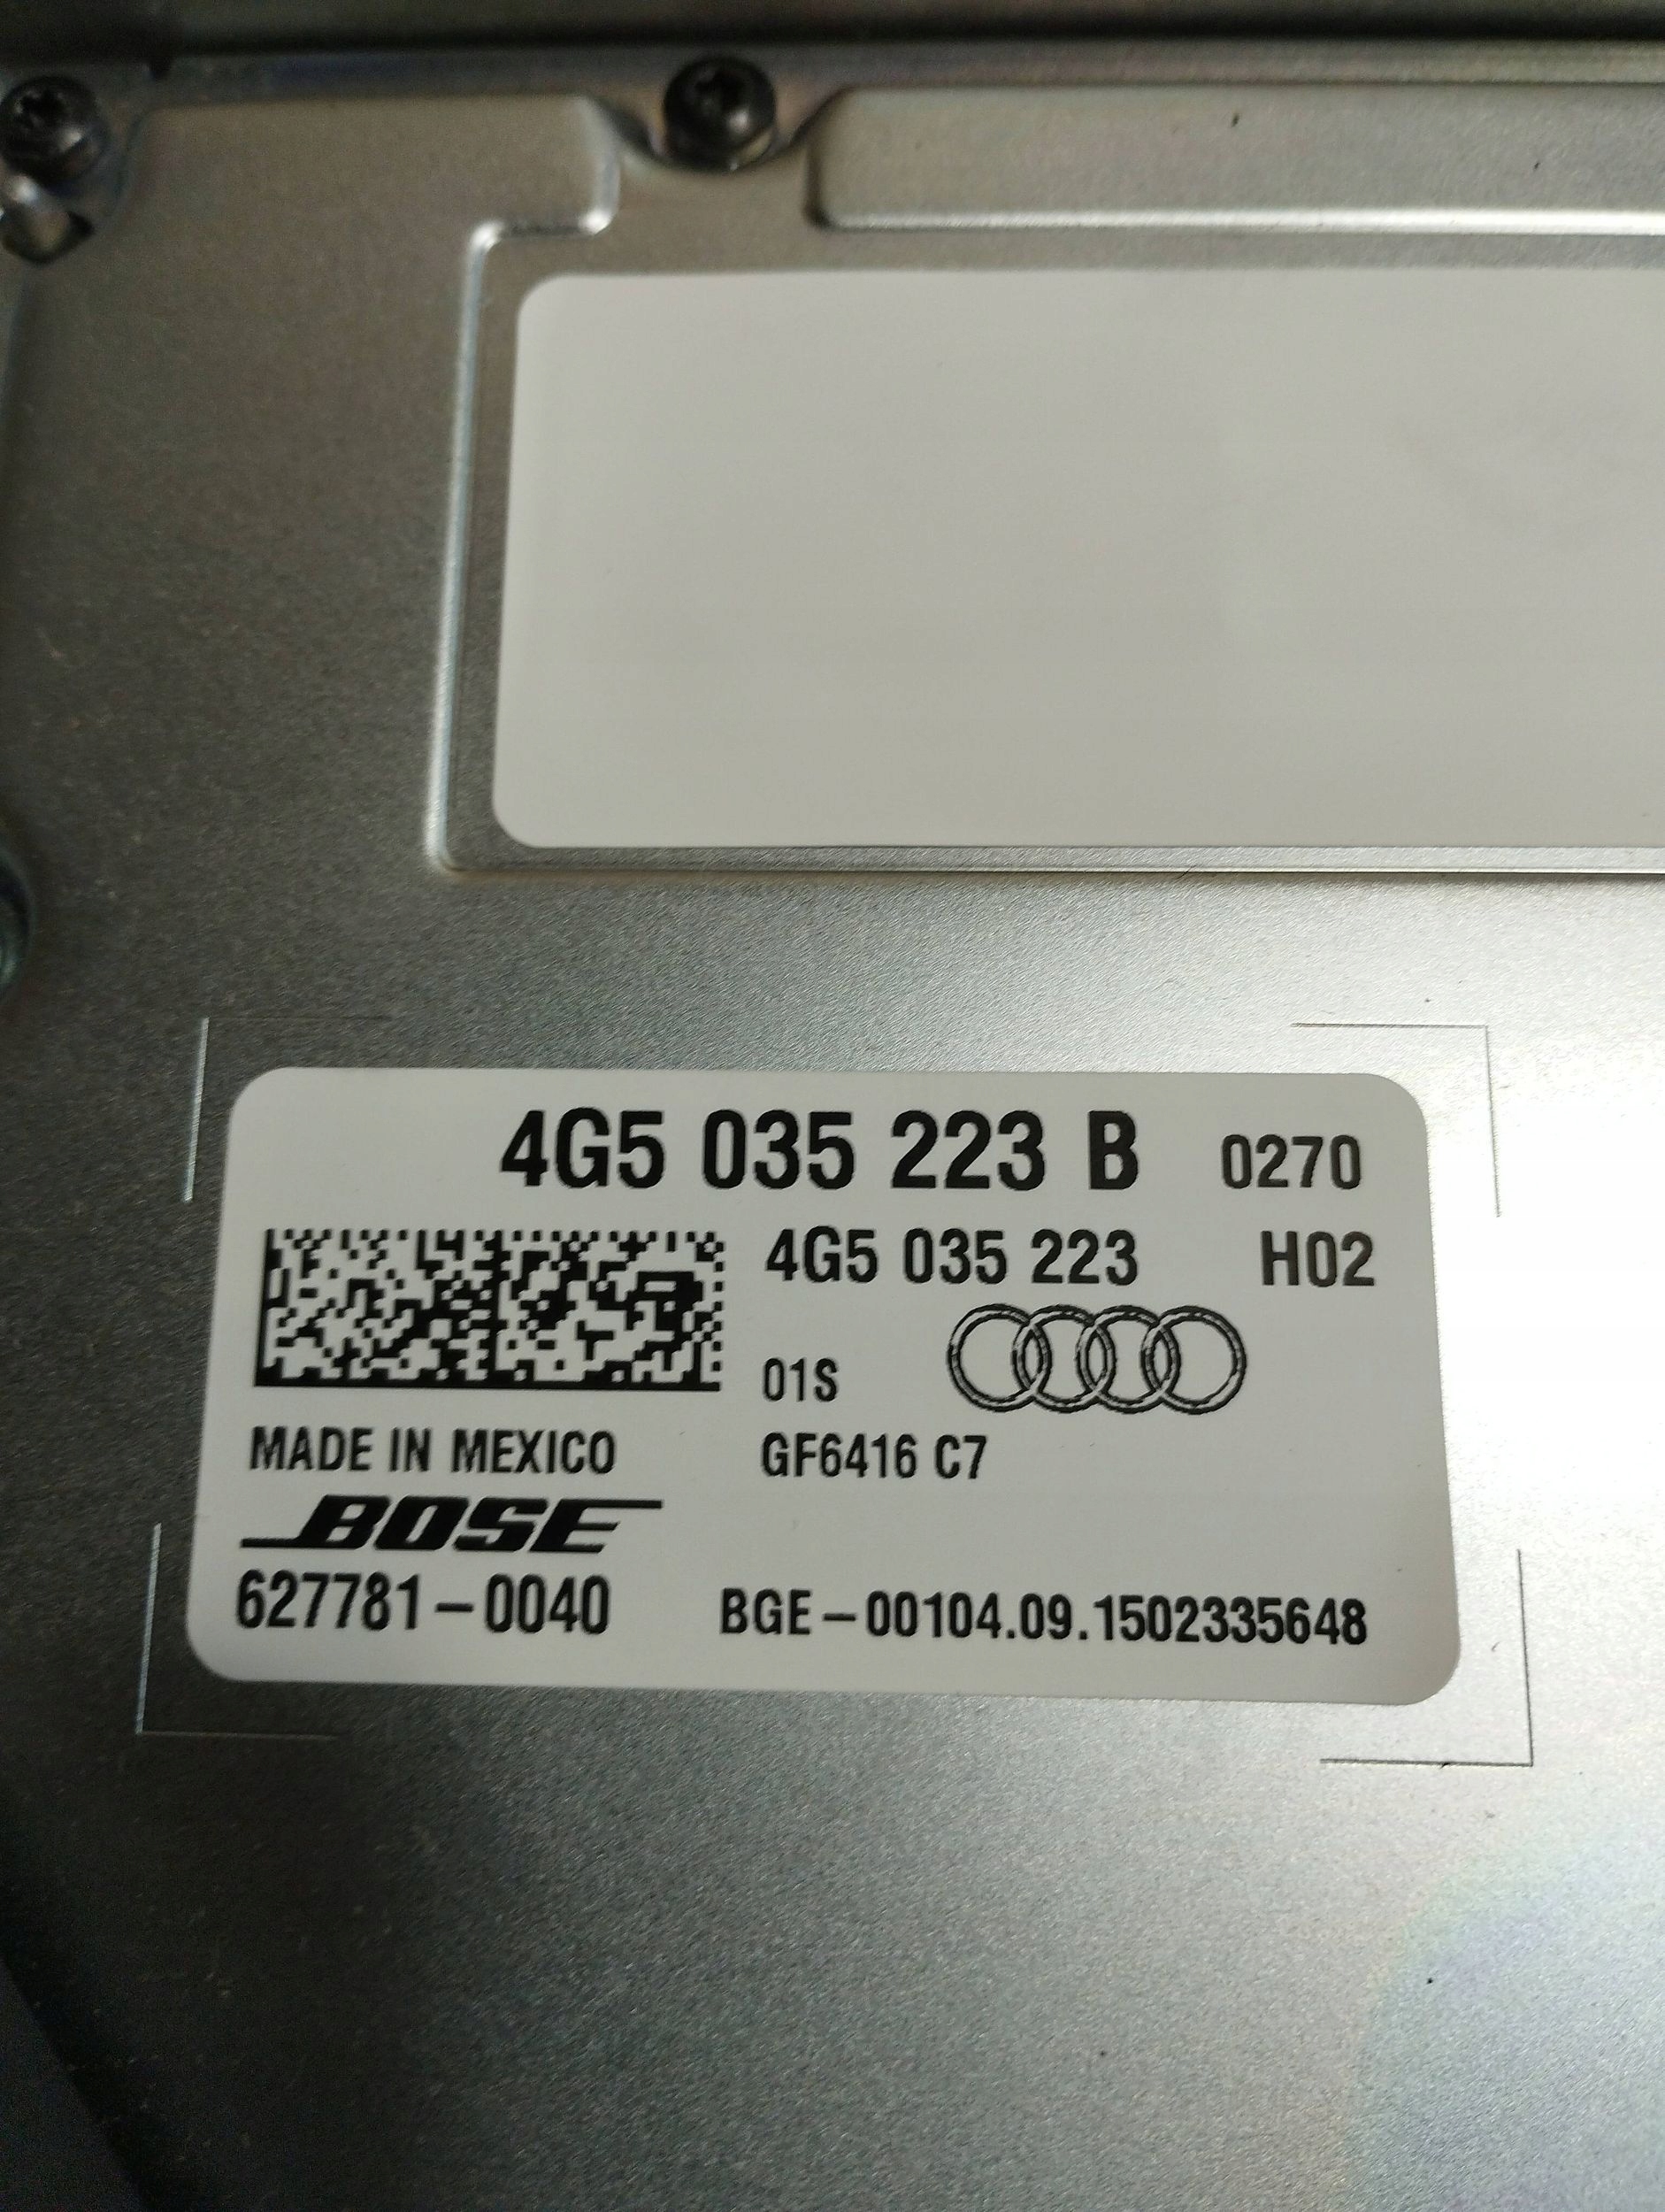 4G5 035 223 B 0270
4G5 035 223 H02
01S
MADE IN MEXICO GF6416 C7
BOSE
627781-0040 BGE-00104.09.1502335648